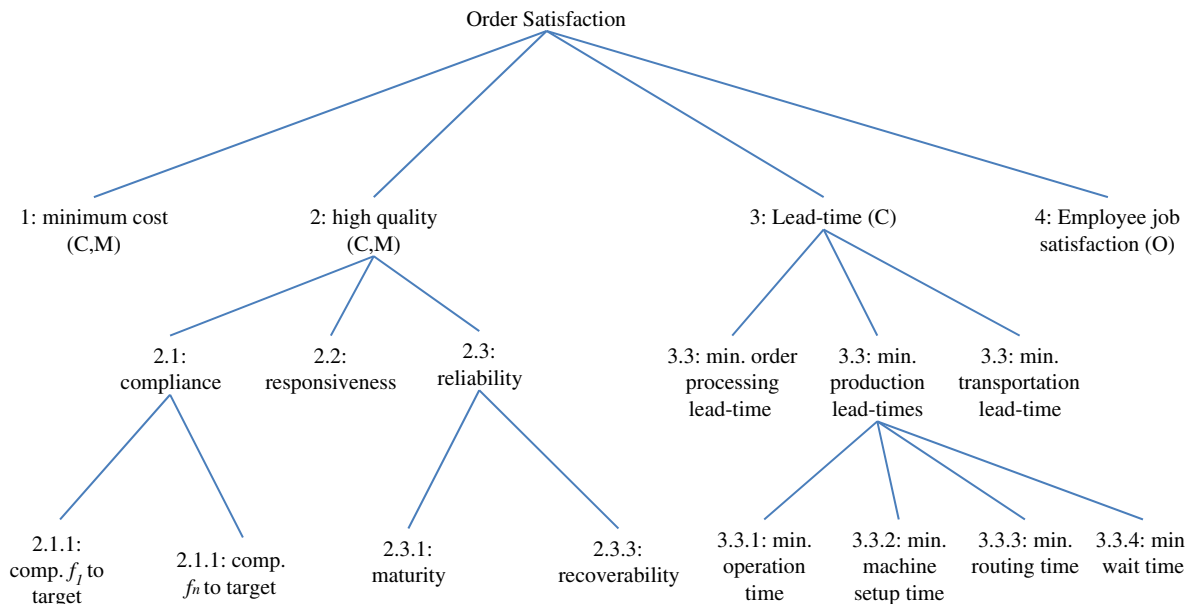 Order Satisfaction
1: minimum cost
(C,M)
2: high quality
(C,M)
3: Lead-time (C)
4: Employee job
satisfaction (O)
2.1:
compliance
2.2:
responsiveness
2.3:
reliability
3.3: min. order
processing
lead-time
3.3: min.
production
lead-times
3.3: min.
transportation
lead-time
2.1.1:
comp. f1 to
target
2.1.1: comp.
fn to target
2.3.1:
maturity
2.3.3:
recoverability
3.3.1: min.
operation
time
3.3.2: min.
machine
setup time
3.3.3: min.
routing time
3.3.4: min
wait time